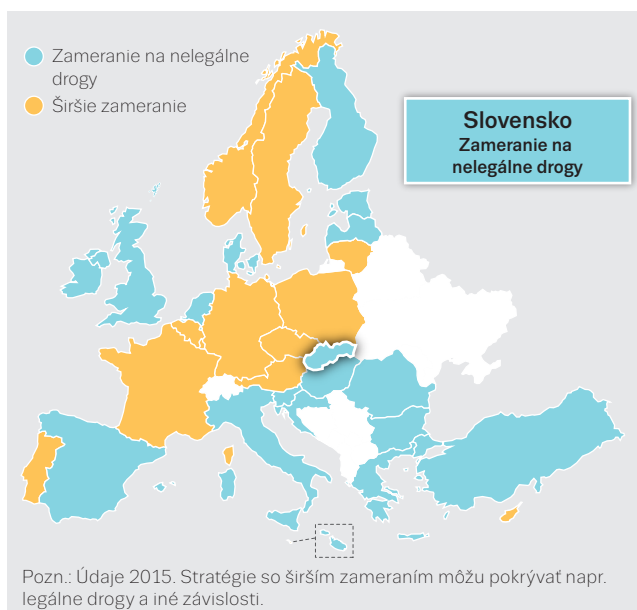 Zameranie na nelegálne
drogy
Širšie zameranie
Slovensko
Zameranie na
nelegálne drogy
Pozn.: Údaje 2015. Stratégie so širším zameraním môžu pokrývať napr.
legálne drogy a iné závislosti.